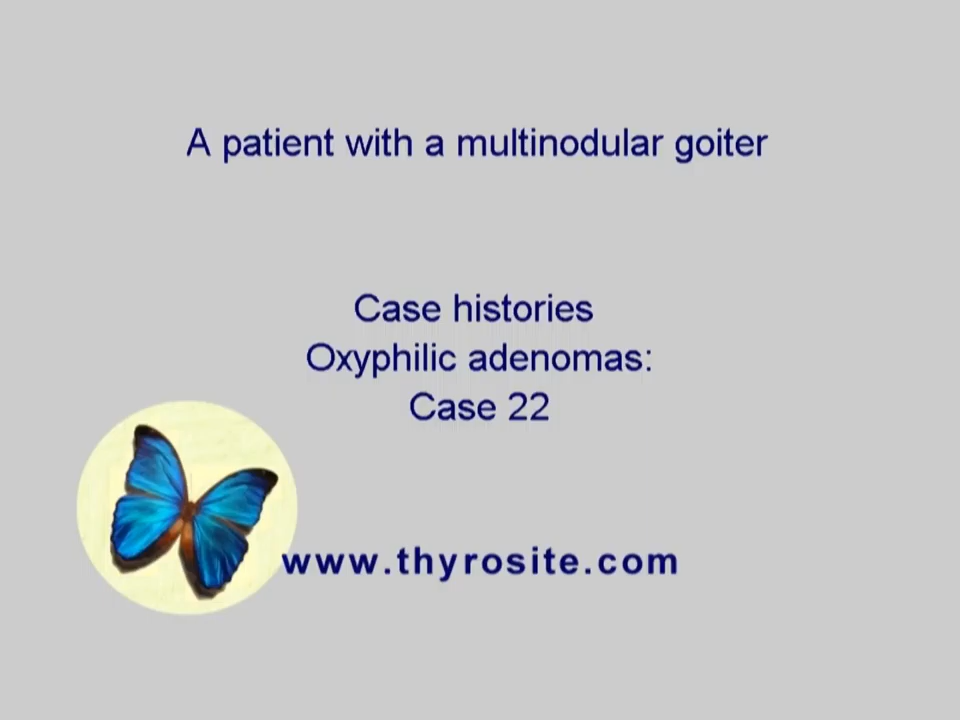 A patient with a multinodular goiter
Case histories
Oxyphilic adenomas:
Case 22
www.thyrosite.com